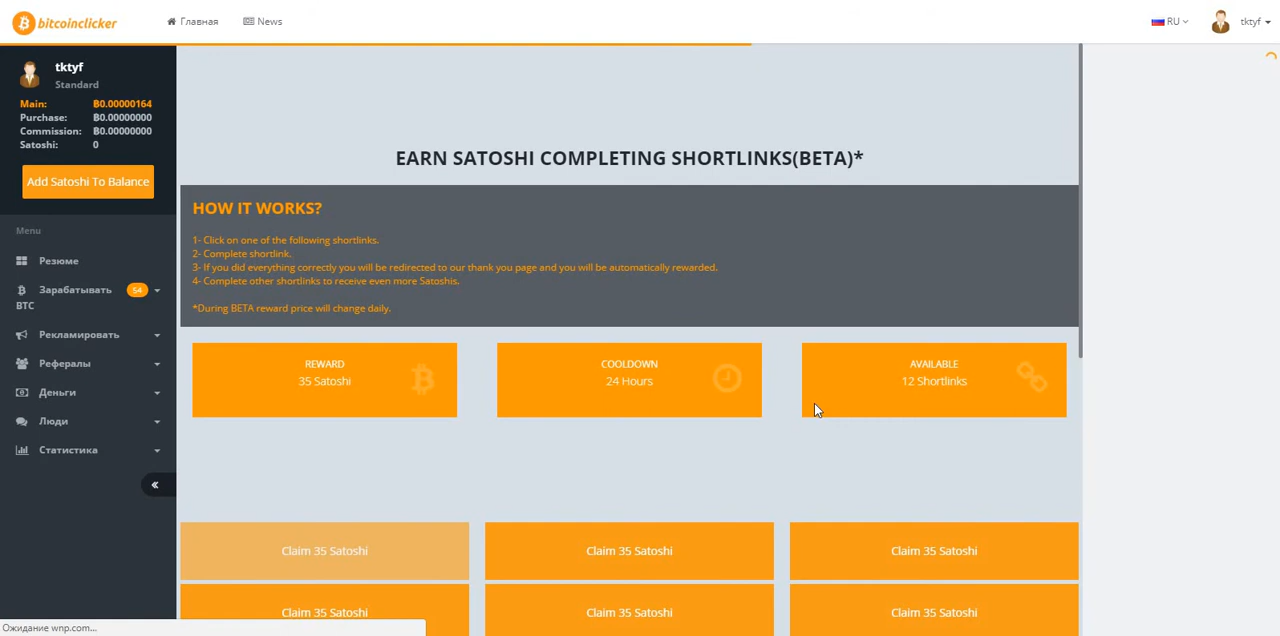 bitcoinclicker
Главная
News
RU
tktyf
tktyf
Standard
Main: ฿0.00000164
Purchase: ฿0.00000000
Commission: ฿0.00000000
Satoshi: 0
Add Satoshi To Balance
Menu
Резюме
Зарабатывать 54
BTC
Рекламировать
Рефералы
Деньги
Люди
Статистика
EARN SATOSHI COMPLETING SHORTLINKS(BETA)*
HOW IT WORKS?
1- Click on one of the following shortlinks.
2- Complete shortlink.
3- If you did everything correctly you will be redirected to our thank you page and you will be automatically rewarded.
4- Complete other shortlinks to receive even more Satoshis.
*During BETA reward price will change daily.
REWARD
35 Satoshi
COOLDOWN
24 Hours
AVAILABLE
12 Shortlinks
Claim 35 Satoshi
Claim 35 Satoshi
Claim 35 Satoshi
Claim 35 Satoshi
Claim 35 Satoshi
Claim 35 Satoshi
Ожидание wnp.com...